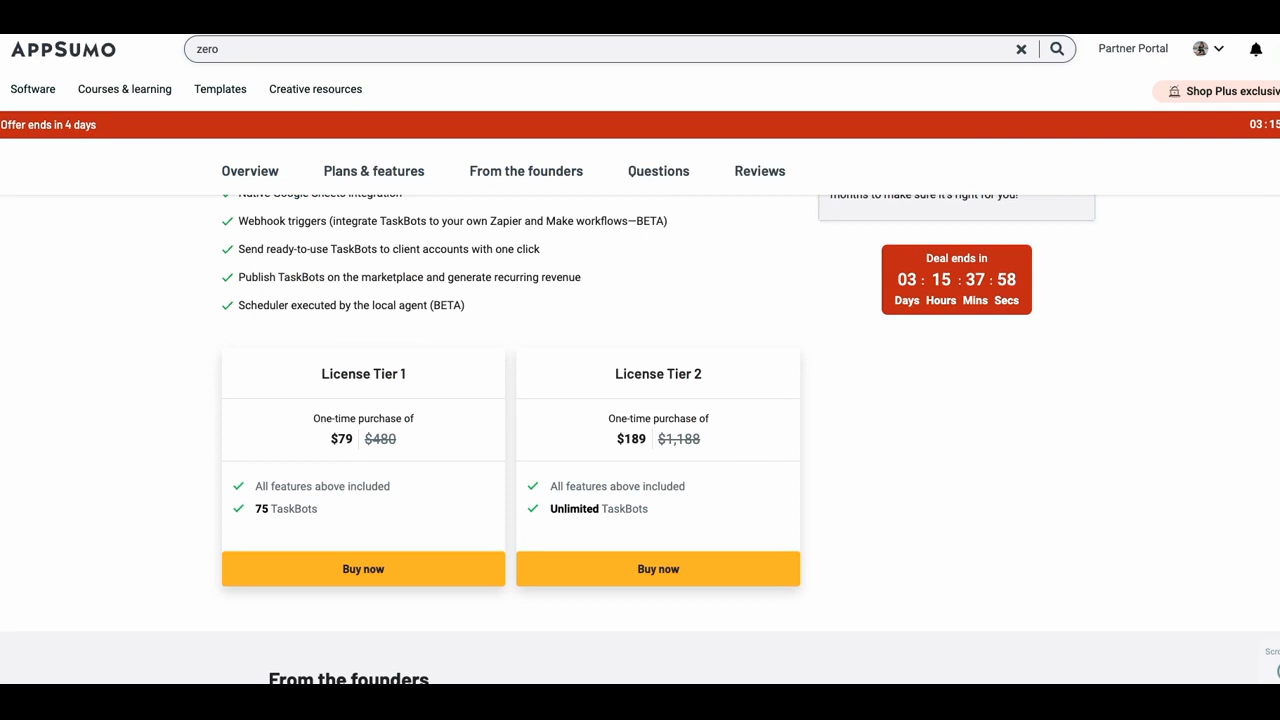 APPSUMO
zero
Partner Portal
Software
Courses & learning
Templates
Creative resources
Shop Plus exclusiv
Offer ends in 4 days
03 : 15
Overview
Plans & features
From the founders
Questions
Reviews
Native Google Sheets integration
months to make sure it's right for you!
Webhook triggers (integrate TaskBots to your own Zapier and Make workflows—BETA)
Send ready-to-use TaskBots to client accounts with one click
Publish TaskBots on the marketplace and generate recurring revenue
Scheduler executed by the local agent (BETA)
Deal ends in
03 : 15 : 37 : 58
Days Hours Mins Secs
License Tier 1
One-time purchase of
$79 $480
All features above included
75 TaskBots
Buy now
License Tier 2
One-time purchase of
$189 $1,188
All features above included
Unlimited TaskBots
Buy now
From the founders
Scro